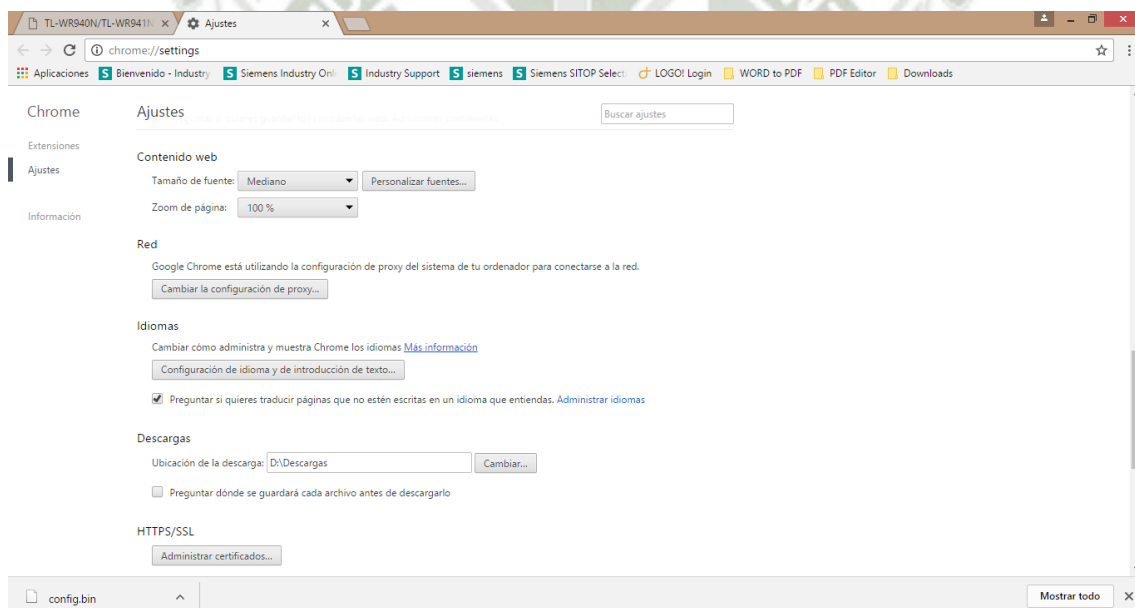 TL-WR940N/TL-WR941N Ajustes
chrome://settings
Aplicaciones Bienvenido - Industry Siemens Industry Onli Industry Support siemens Siemens SITOP Select LOGO! Login WORD to PDF PDF Editor Downloads
Chrome Ajustes Buscar ajustes
Extensiones
Ajustes
Información
Contenido web
Tamaño de fuente: Mediano Personalizar fuentes...
Zoom de página: 100 %
Red
Google Chrome está utilizando la configuración de proxy del sistema de tu ordenador para conectarse a la red.
Cambiar la configuración de proxy...
Idiomas
Cambiar cómo administra y muestra Chrome los idiomas Más información
Configuración de idioma y de introducción de texto...
Preguntar si quieres traducir páginas que no estén escritas en un idioma que entiendas. Administrar idiomas
Descargas
Ubicación de la descarga: D:\Descargas Cambiar...
Preguntar dónde se guardará cada archivo antes de descargarlo
HTTPS/SSL
Administrar certificados...
config.bin Mostrar todo